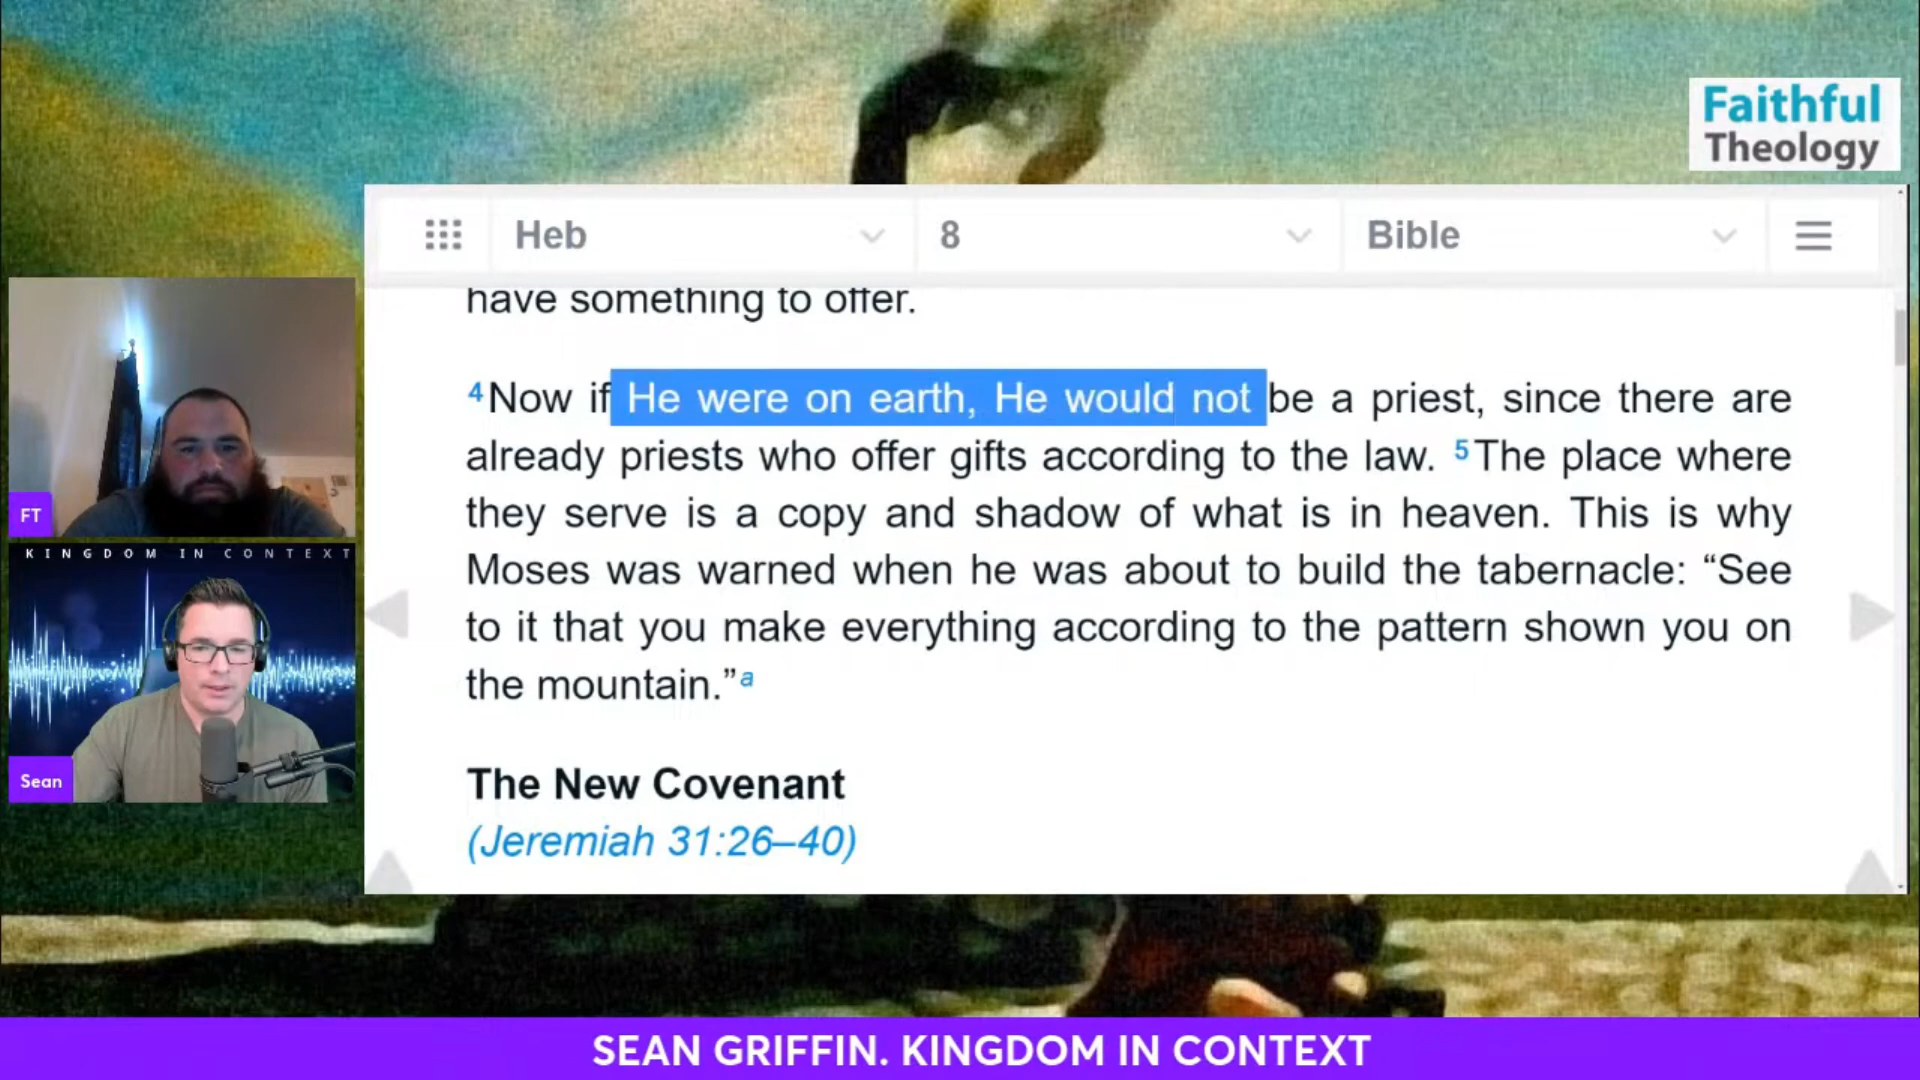 Faithful
Theology
Heb
8
Bible
have something to offer.
4Now if He were on earth, He would not be a priest, since there are
already priests who offer gifts according to the law. 5The place where
they serve is a copy and shadow of what is in heaven. This is why
Moses was warned when he was about to build the tabernacle: “See
to it that you make everything according to the pattern shown you on
the mountain.”a
The New Covenant
(Jeremiah 31:26–40)
FT
KINGDOM IN CONTEXT
Sean
SEAN GRIFFIN. KINGDOM IN CONTEXT